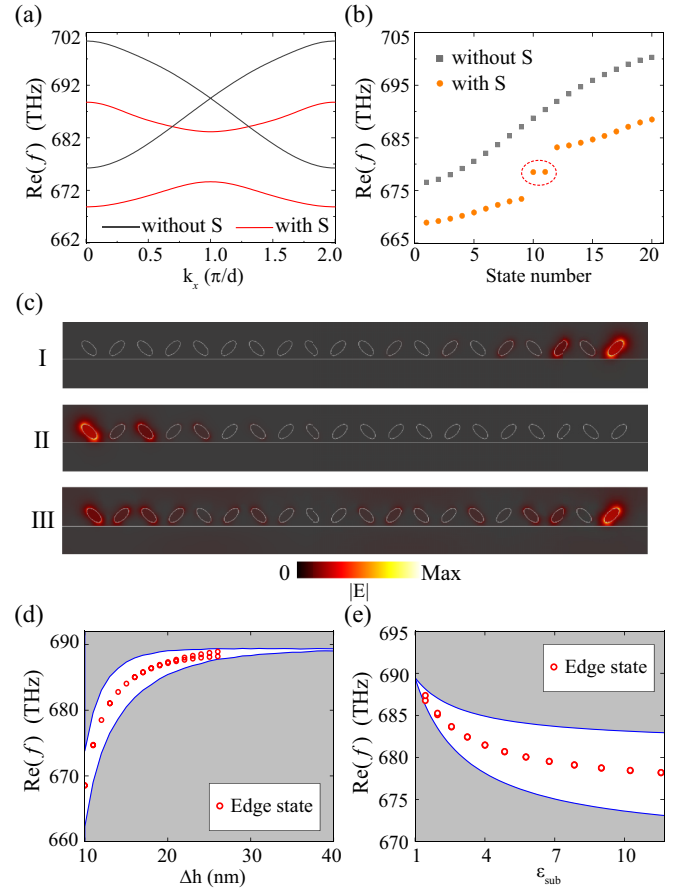 (a)
Re(f) (THz)
702
692
682
672
662
without S
with S
0
0.5
1.0
1.5
2.0
kx (π/d)
(b)
Re(f) (THz)
705
695
685
675
665
without S
with S
0
5
10
15
20
State number
(c)
I
II
III
0
Max
|E|
(d)
Re(f) (THz)
690
680
670
660
Edge state
10
20
30
40
Δh (nm)
(e)
Re(f) (THz)
695
690
685
680
675
670
Edge state
1
4
7
10
εsub